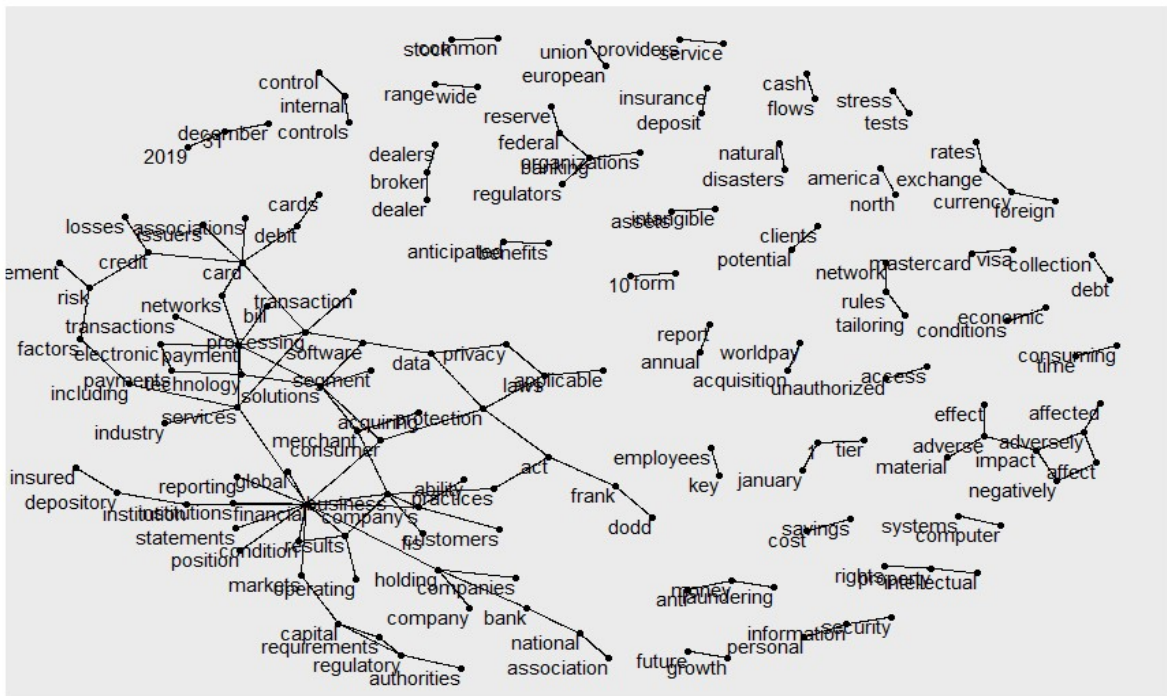 stock common
union
providers
service
european
control
cash
internal
range wide
insurance
flows
stress
reserve
deposit
tests
december
controls
federal
31
2019
dealers
organizations
natural
rates
banking
broker
regulators
disasters
america
exchange
dealer
north
currency
cards
foreign
losses
associations
assets
intangible
issuers
debit
clients
credit
anticipated
benefits
potential
card
network
mastercard
visa
collection
ement
debt
risk
networks
transaction
10 form
rules
bill
tailoring
economic
transactions
conditions
factors
electronic
payment
processing
software
data
privacy
report
annual
worldpay
consuming
time
payments
technology
segment
laws
applicable
acquisition
unauthorized
access
including
solutions
services
acquiring
protection
effect
affected
industry
merchant
adverse
adversely
consumer
employees
1
tier
impact
insured
reporting
global
ability
act
key
january
material
affect
depository
practices
frank
negatively
institution
institutions
financial
business
company's
statements
fis
customers
dodd
savings
systems
position
condition
results
cost
computer
markets
operating
holding
companies
money
rights
property
intellectual
anti
laundering
company
bank
capital
requirements
national
information
security
regulatory
association
future
personal
authorities
growth